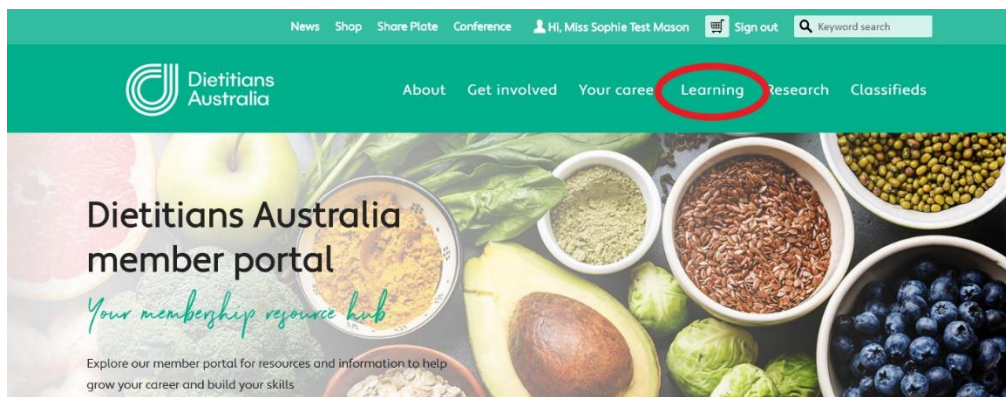 News Shop Share Plate Conference Hi, Miss Sophie Test Mason Sign out Keyword search
Dietitians
Australia
About Get involved Your caree Learning Research Classifieds
Dietitians Australia
member portal
Your membership resource hub
Explore our member portal for resources and information to help
grow your career and build your skills